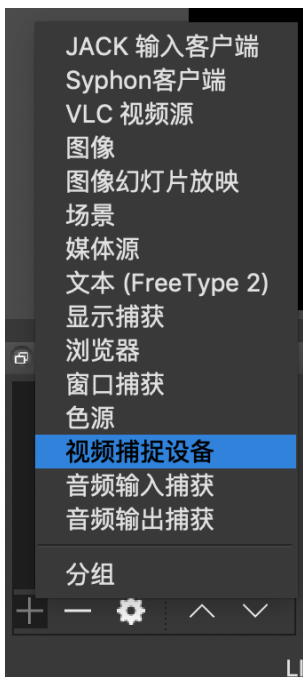 JACK 输入客户端
Syphon客户端
VLC 视频源
图像
图像幻灯片放映
场景
媒体源
文本 (FreeType 2)
显示捕获
浏览器
窗口捕获
色源
视频捕捉设备
音频输入捕获
音频输出捕获
分组